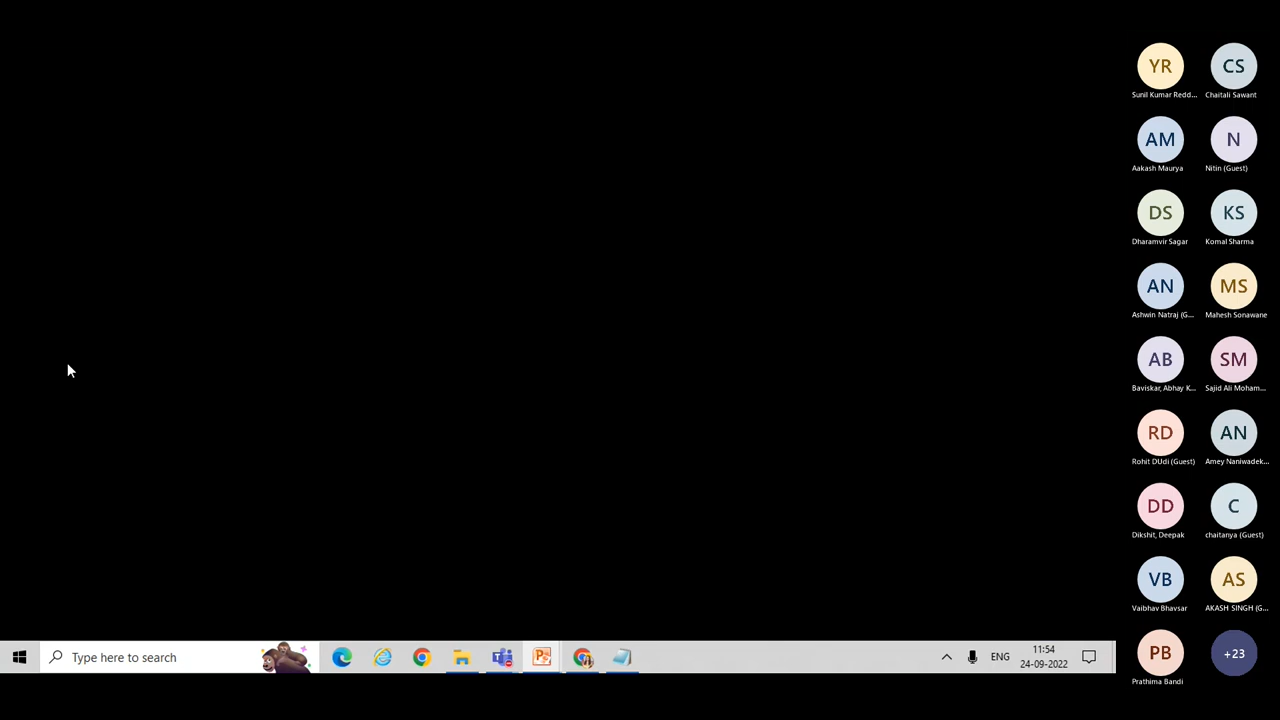 YR CS
Sunil Kumar Redd... Chaitali Sawant
AM N
Aakash Maurya Nitin (Guest)
DS KS
Dharamvir Sagar Komal Sharma
AN MS
Ashwin Natraj (G... Mahesh Sonawane
AB SM
Baviskar, Abhay K... Sajid Ali Moham...
RD AN
Rohit DUdi (Guest) Amey Naniwadek...
DD C
Dikshit, Deepak chaitanya (Guest)
VB AS
Vaibhav Bhavsar AKASH SINGH (G...
PB +23
Prathima Bandi
Type here to search
ENG
11:54
24-09-2022